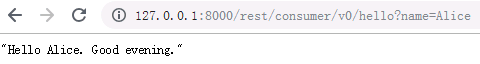 127.0.0.1:8000/rest/consumer/v0/hello?name=Alice
"Hello Alice. Good evening."